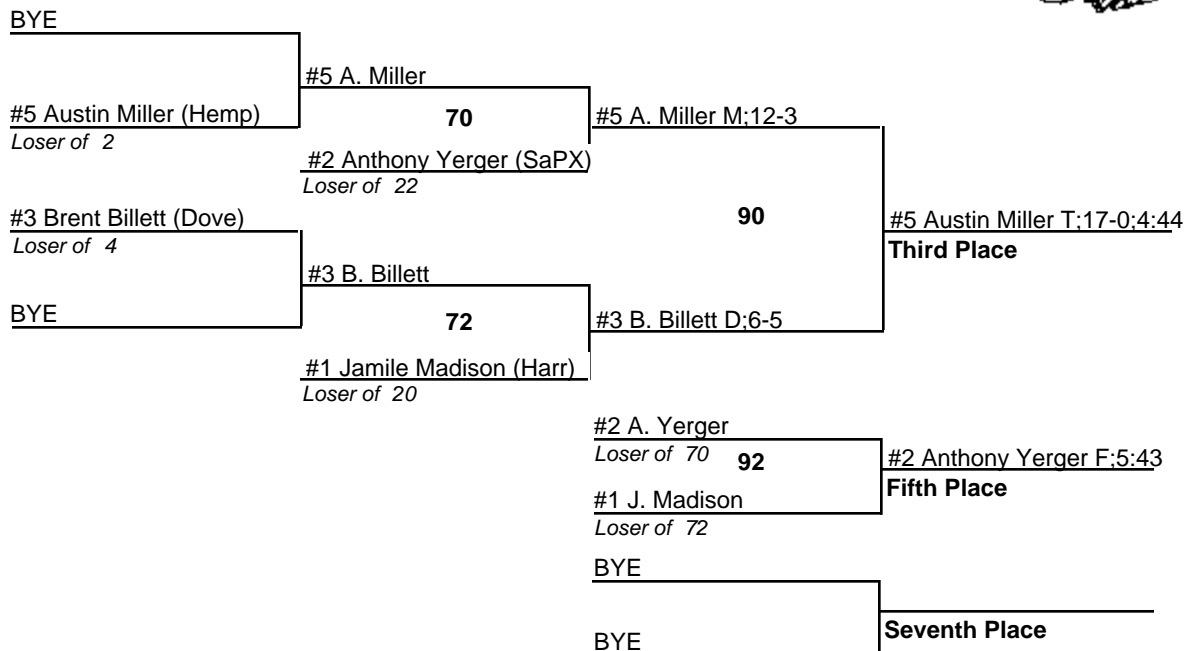 BYE
#5 A. Miller
#5 Austin Miller (Hemp)
Loser of 2
70
#5 A. Miller M;12-3
#2 Anthony Yerger (SaPX)
Loser of 22
#3 Brent Billett (Dove)
Loser of 4
90
#5 Austin Miller T;17-0;4:44
Third Place
#3 B. Billett
BYE
72
#3 B. Billett D;6-5
#1 Jamile Madison (Harr)
Loser of 20
#2 A. Yerger
Loser of 70
92
#2 Anthony Yerger F;5:43
Fifth Place
#1 J. Madison
Loser of 72
BYE
Seventh Place
BYE